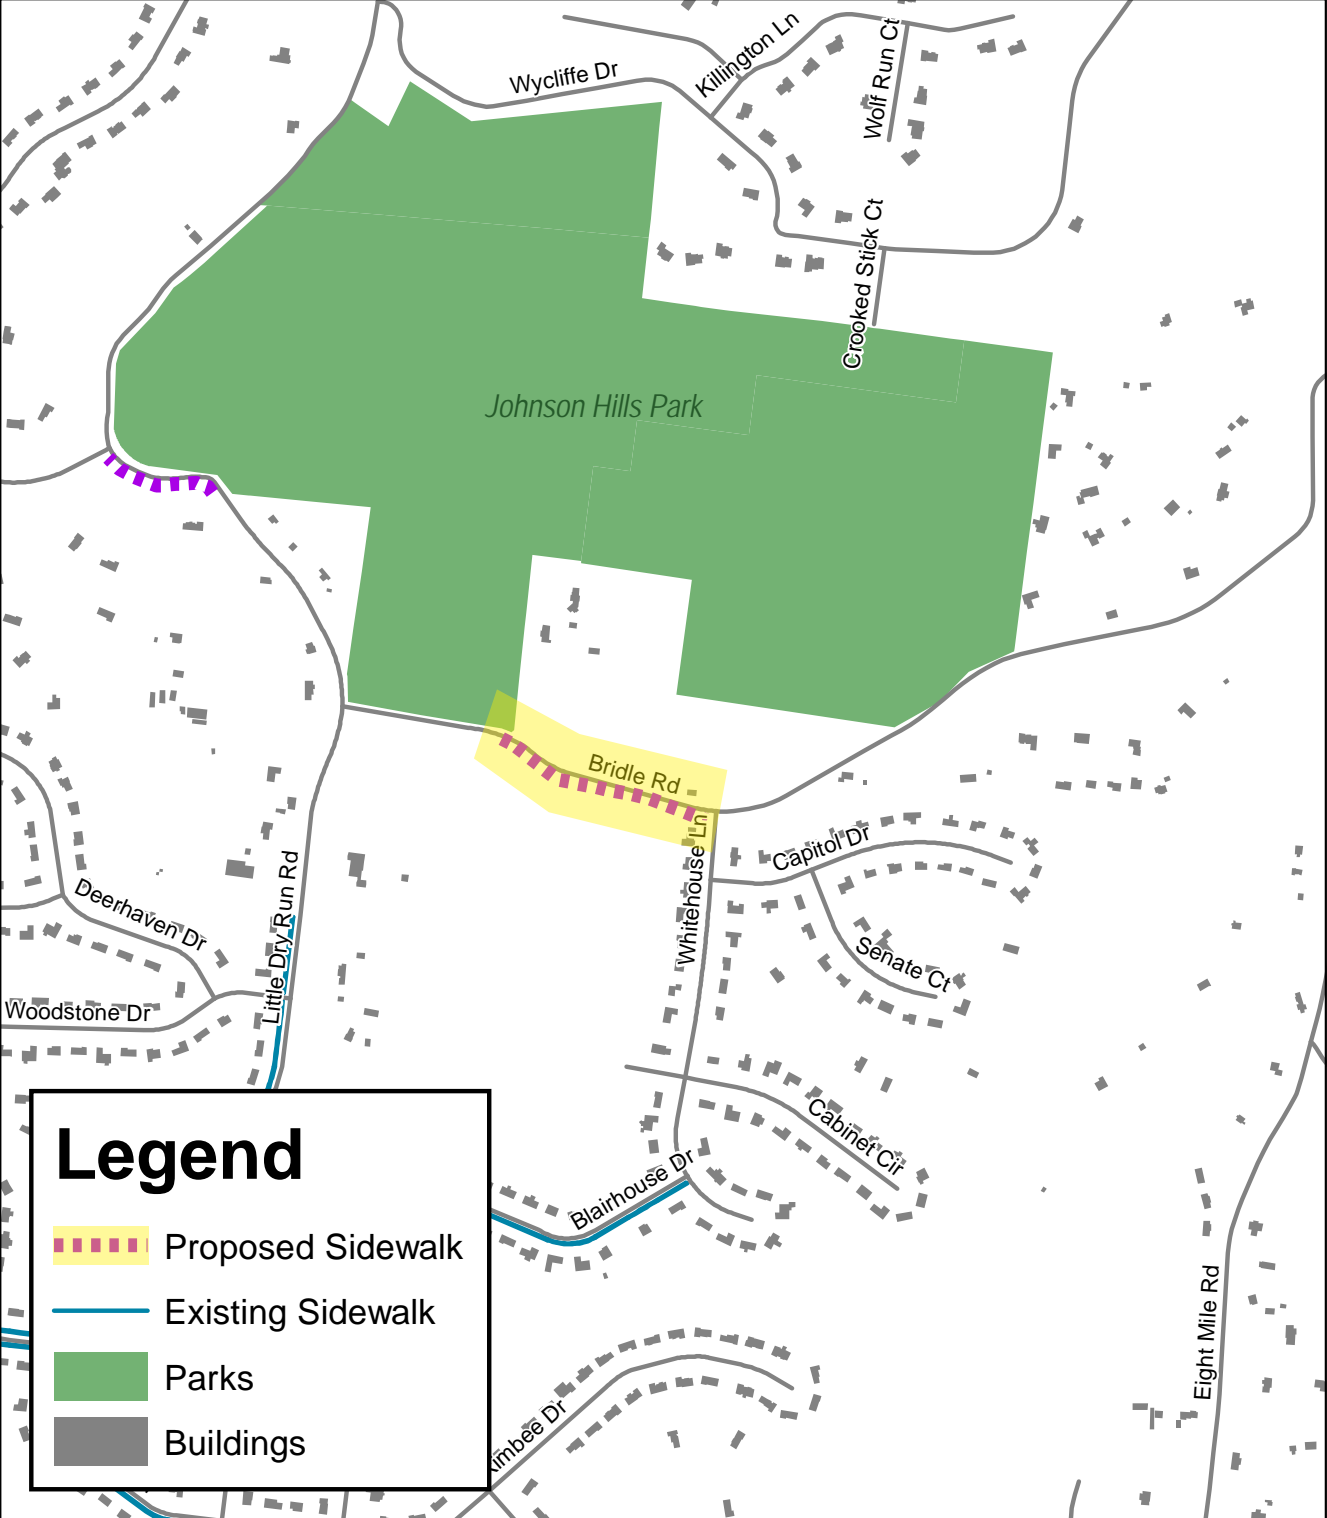 Killington Ln
Wolf Run Ct
Wycliffe Dr
Crooked Stick Ct
Johnson Hills Park
Bridle Rd
Whitehouse Ln
Capitol Dr
Little Dry Run Rd
Deerhaven Dr
Senate Ct
Woodstone Dr
Cabinet Cir
Blairhouse Dr
Eight Mile Rd
Legend
Proposed Sidewalk
Existing Sidewalk
Parks
Buildings
Kimbee Dr